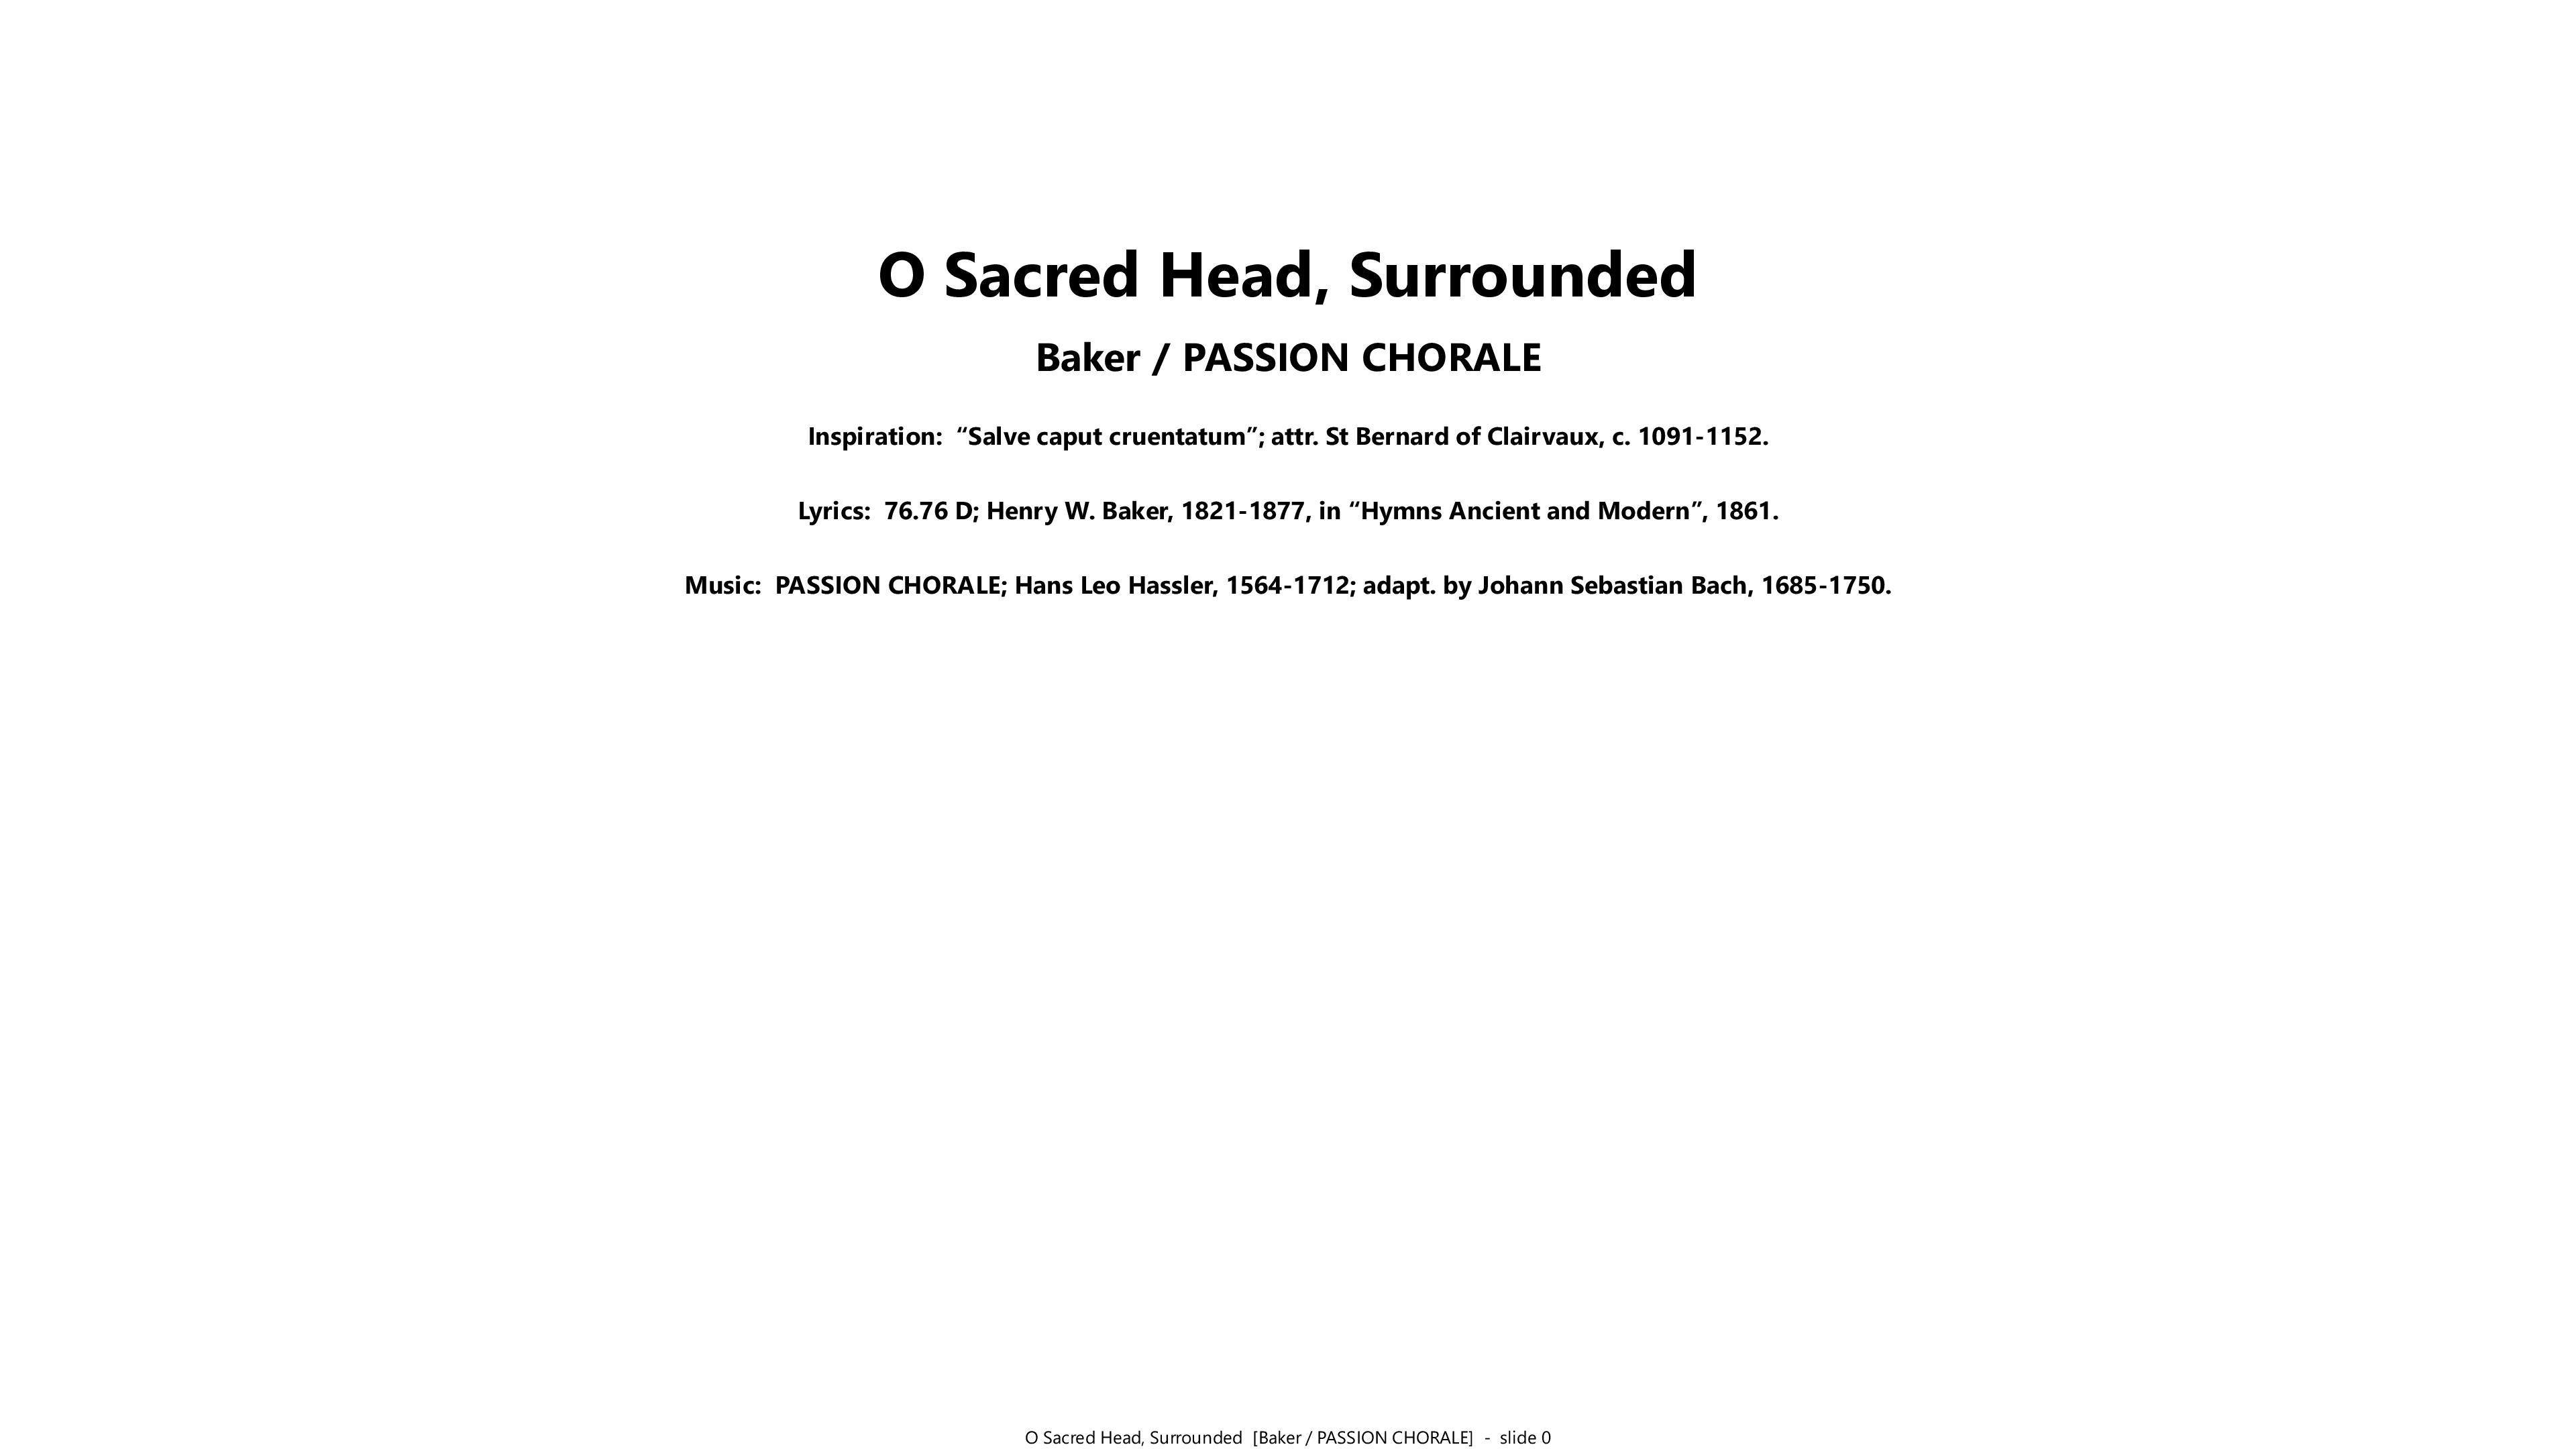 O Sacred Head, Surrounded
Baker / PASSION CHORALE
Inspiration:  “Salve caput cruentatum”; attr. St Bernard of Clairvaux, c. 1091-1152.
Lyrics:  76.76 D; Henry W. Baker, 1821-1877, in “Hymns Ancient and Modern”, 1861.
Music:  PASSION CHORALE; Hans Leo Hassler, 1564-1712; adapt. by Johann Sebastian Bach, 1685-1750.
O Sacred Head, Surrounded  [Baker / PASSION CHORALE]  -  slide 0